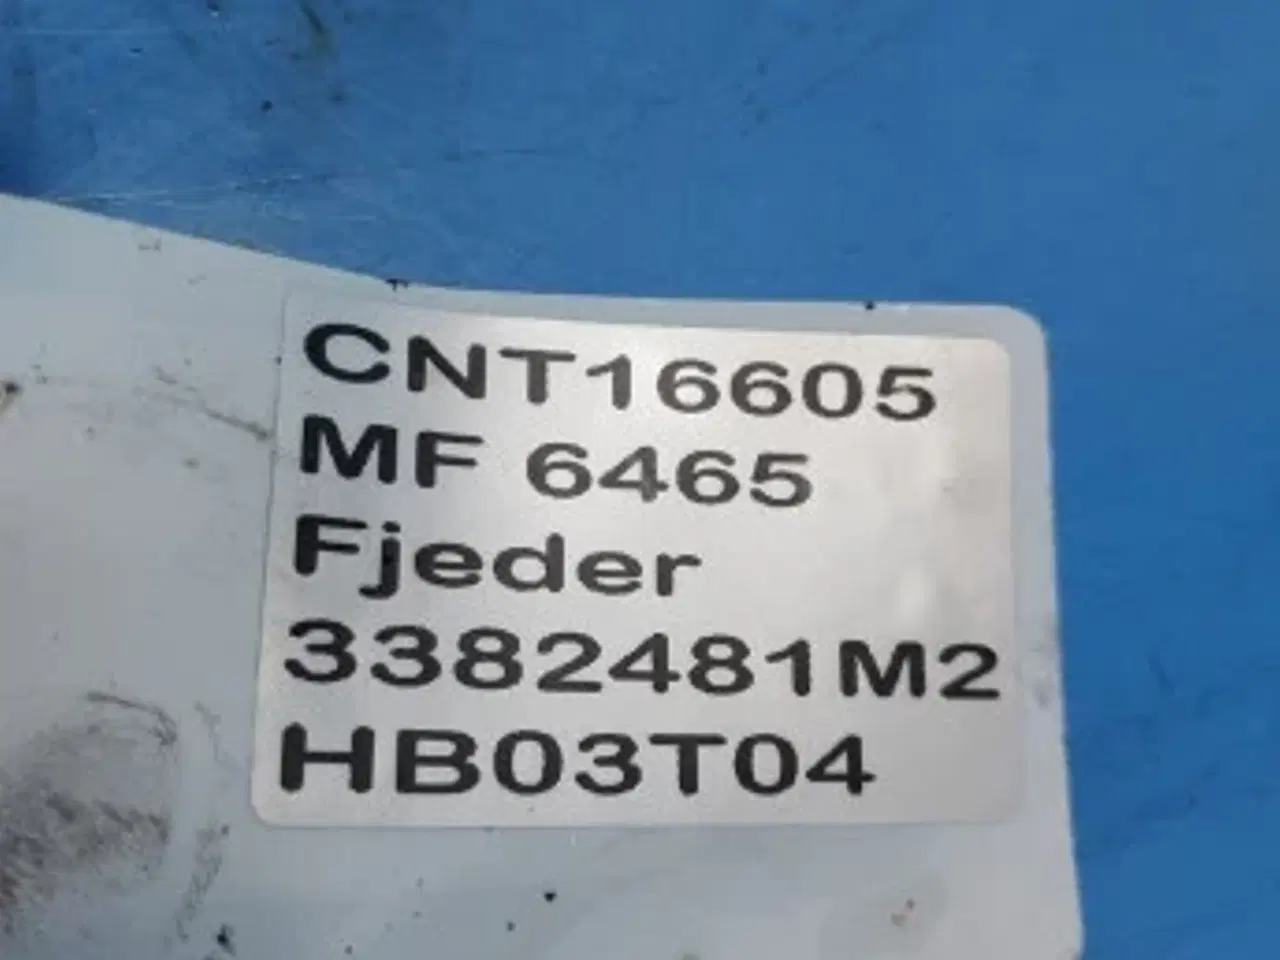 CNT16605
MF 6465
Fjeder
3382481M2
HB03T04